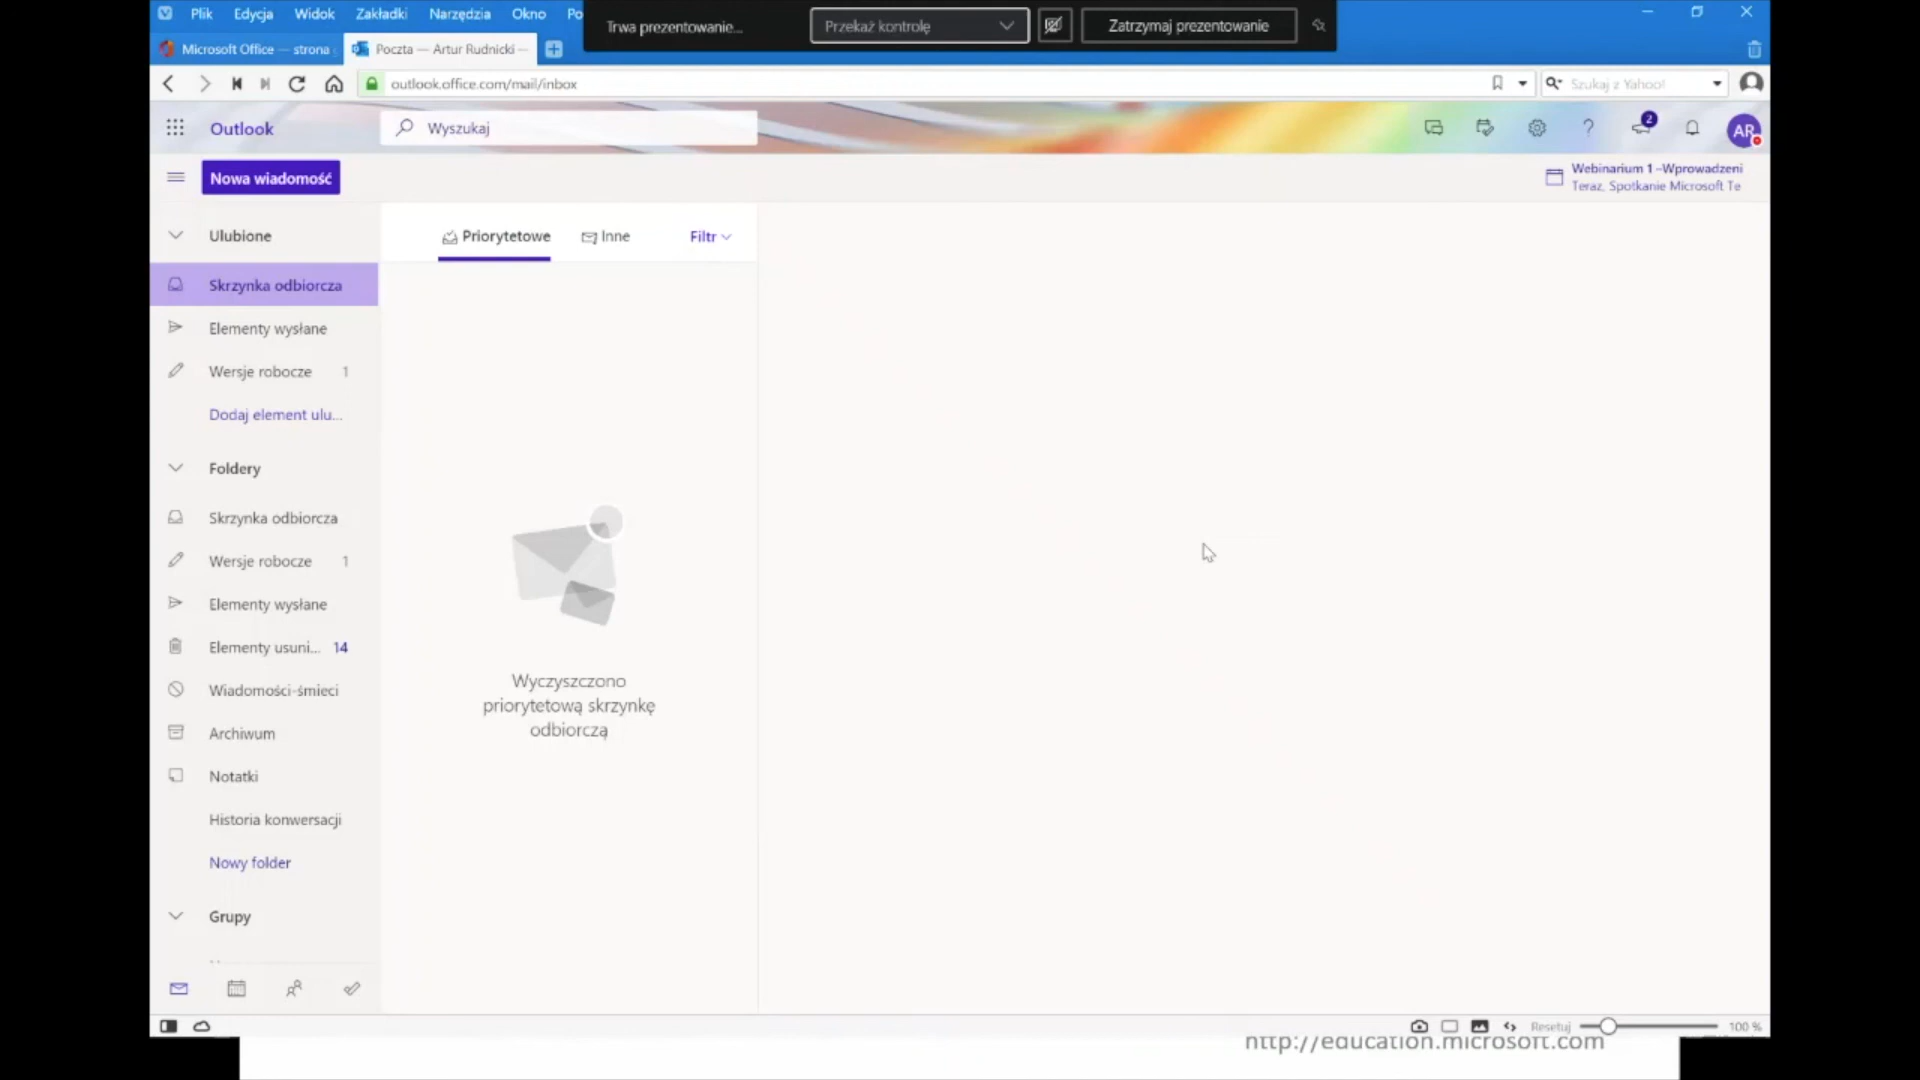 Plik Edycja Widok Zakładki Narzędzia Okno Po
Trwa prezentowanie...
Przekaż kontrolę
Zatrzymaj prezentowanie
Microsoft Office — strona
Poczta — Artur Rudnicki —
outlook.office.com/mail/inbox
Szukaj z Yahoo!
Outlook
Wyszukaj
2
AR
Nowa wiadomość
Webinarium 1 -Wprowadzeni
Teraz, Spotkanie Microsoft Te
Ulubione
Priorytetowe
Inne
Filtr
Skrzynka odbiorcza
Elementy wysłane
Wersje robocze 1
Dodaj element ulu...
Foldery
Skrzynka odbiorcza
Wersje robocze 1
Elementy wysłane
Elementy usuni... 14
Wiadomości-śmieci
Archiwum
Notatki
Historia konwersacji
Nowy folder
Grupy
Wyczyszczono
priorytetową skrzynkę
odbiorczą
Resetuj
100 %
http://education.microsoft.com